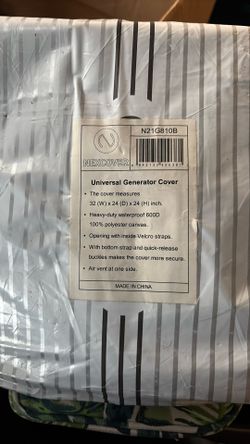 N21G810B
NEXCOVER
Universal Generator Cover
• The cover measures
32 (W) x 24 (D) x 24 (H) inch.
• Heavy-duty waterproof 600D
100% polyester canvas.
• Opening with inside Velcro straps.
• With bottom strap and quick-release
buckles makes the cover more secure.
• Air vent at one side.
MADE IN CHINA